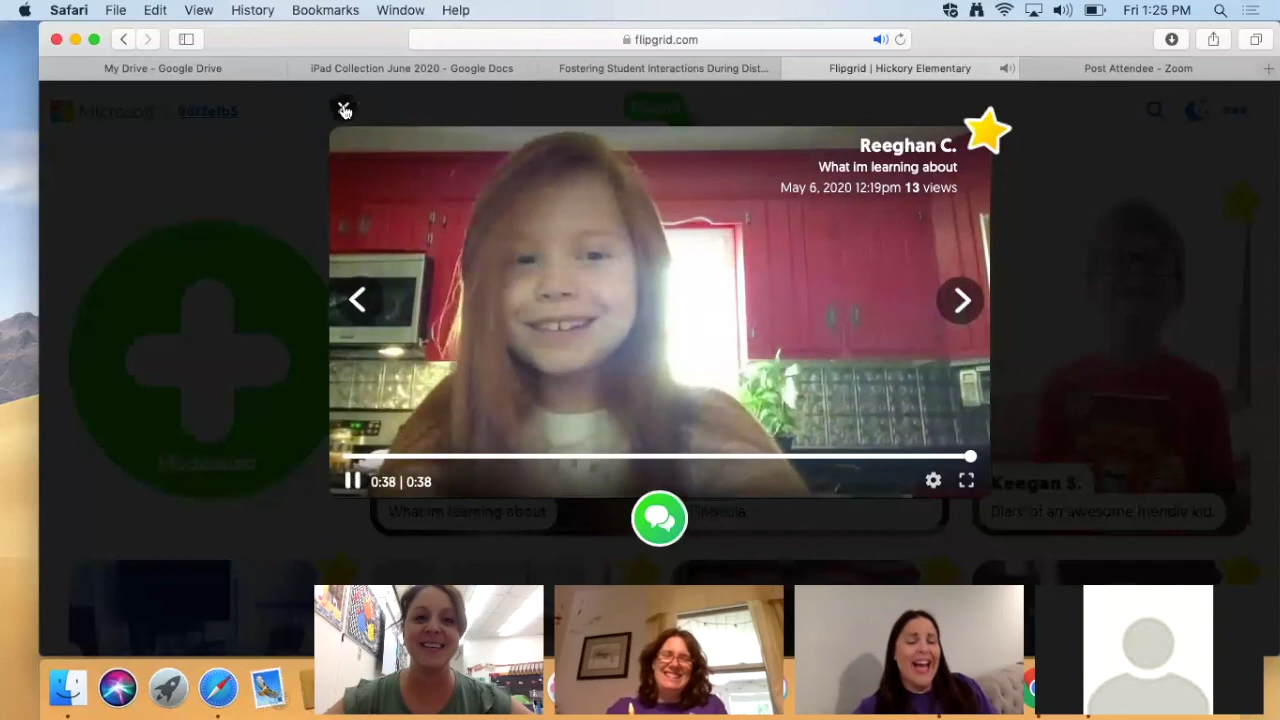 Safari File Edit View History Bookmarks Window Help Fri 1:25 PM
flipgrid.com
My Drive – Google Drive iPad Collection June 2020 - Google Docs Fostering Student Interactions During Dist... Flipgrid | Hickory Elementary Post Attendee - Zoom
Microsoft
Reeghan C.
What im learning about
May 6, 2020 12:19pm 13 views
0:38 | 0:38
Keegan S.
What im learning about
Diary of an awesome friendly kid.